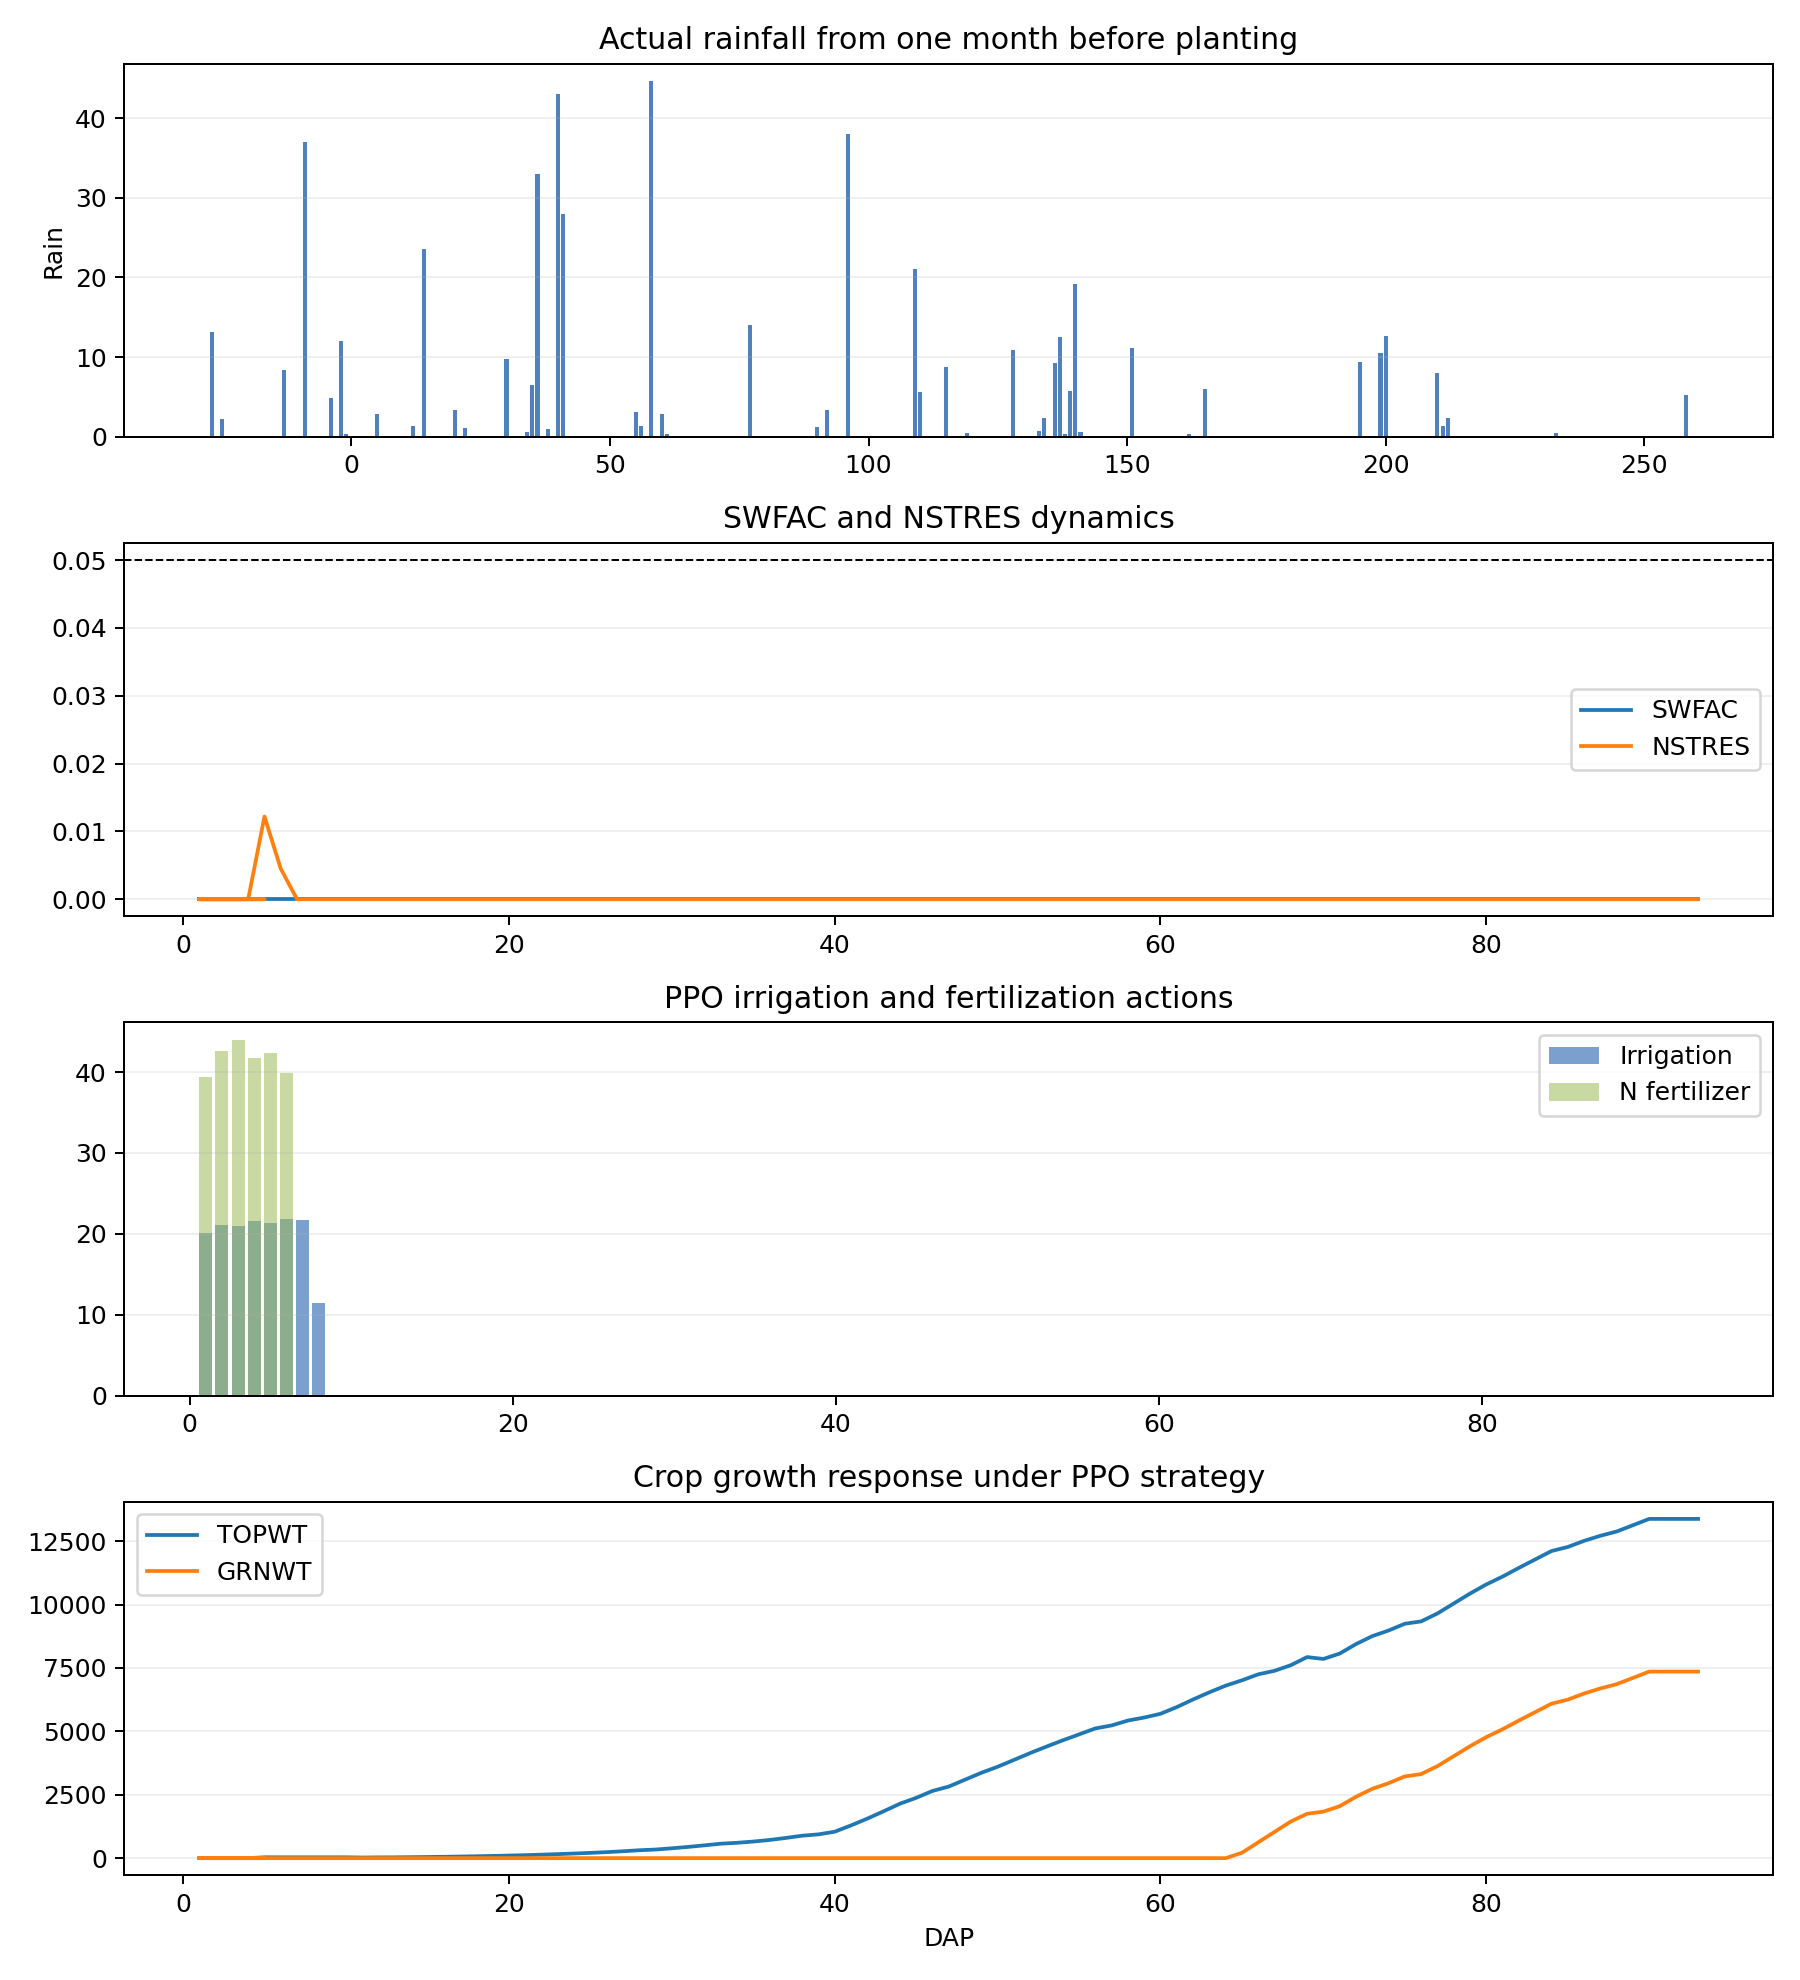 Actual rainfall from one month before planting
Rain
40
30
20
10
0
0 50 100 150 200 250
SWFAC and NSTRES dynamics
0.05
0.04
0.03
0.02
0.01
0.00
SWFAC
NSTRES
0 20 40 60 80
PPO irrigation and fertilization actions
40
30
20
10
0
Irrigation
N fertilizer
0 20 40 60 80
Crop growth response under PPO strategy
12500
10000
7500
5000
2500
0
TOPWT
GRNWT
0 20 40 60 80
DAP